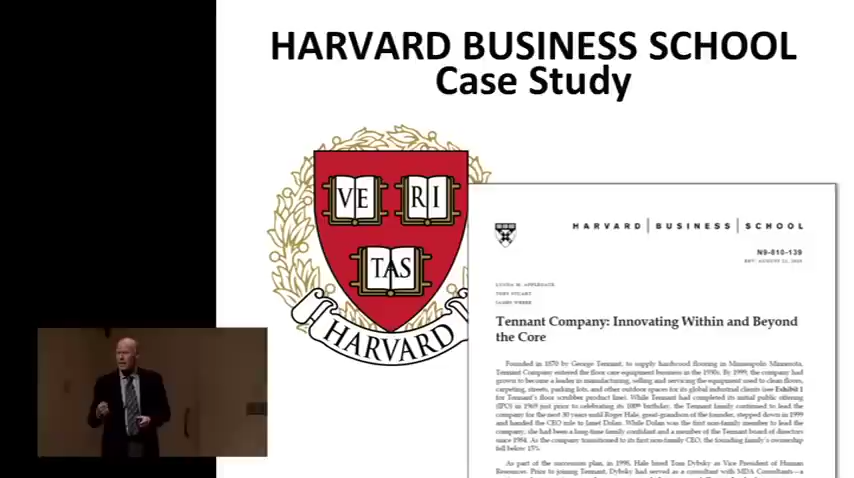 HARVARD BUSINESS SCHOOL
Case Study
VE RI
TAS
HARVARD
HARVARD | BUSINESS | SCHOOL
N9-810-139
REV: AUGUST 22, 2010
LYNDA M. APPLEGATE
JAMES WEBER
Tennant Company: Innovating Within and Beyond
the Core
Founded in 1870 by George Tennant, to supply hardwood flooring in Minneapolis Minnesota,
Tennant Company entered the floor care equipment business in the 1930s. By 1999, the company had
grown to become a leader in manufacturing, selling and servicing the equipment used to clean floors,
carpeting, streets, parking lots, and other outdoor spaces for its global industrial clients (see Exhibit 1
for Tennant's floor scrubber product line). While Tennant had completed its initial public offering
(IPO) in 1969 just prior to celebrating its 100th birthday, the Tennant family continued to lead the
company for the next 30 years until Roger Hale, great-grandson of the founder, stepped down in 1999
and handed the CEO role to Janet Dolan. While Dolan was the first non-family member to lead the
company, she had been a long-time family confidant and a member of the Tennant board of directors
since 1984. As the company transitioned to its first non-family CEO, the founding family's ownership
fell below 15%.
As part of the succession plan, in 1998, Hale hired Tom Dybsky as Vice President of Human
Resources. Prior to joining Tennant, Dybsky had served as a consultant with MDA Consultants—a